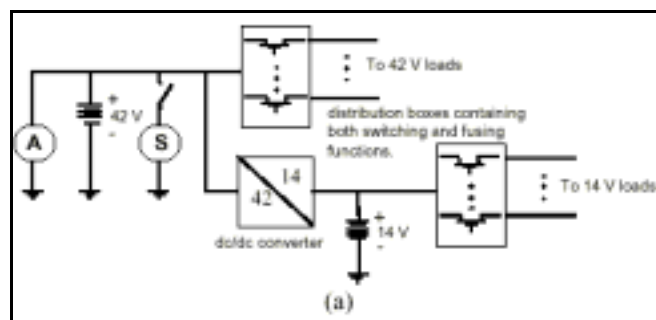 To 42 V loads
+
42 V
-
distribution boxes containing
both switching and fusing
functions.
A
S
14
42
To 14 V loads
+
14 V
-
dc/dc converter
(a)